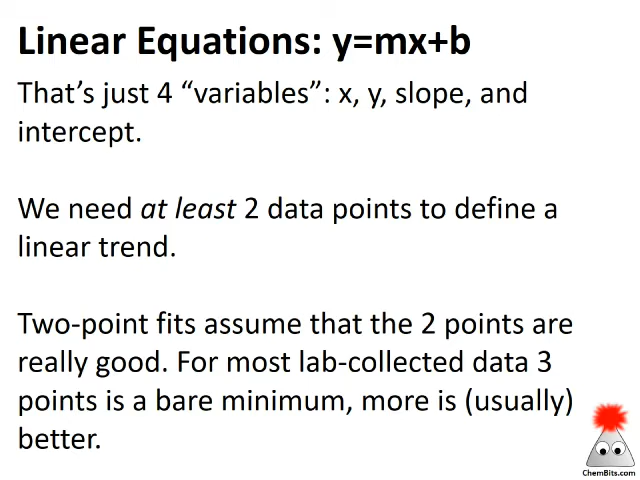 Linear Equations: y=mx+b
That’s just 4 “variables”: x, y, slope, and
intercept.
We need at least 2 data points to define a
linear trend.
Two-point fits assume that the 2 points are
really good. For most lab-collected data 3
points is a bare minimum, more is (usually)
better.
ChemBits.com